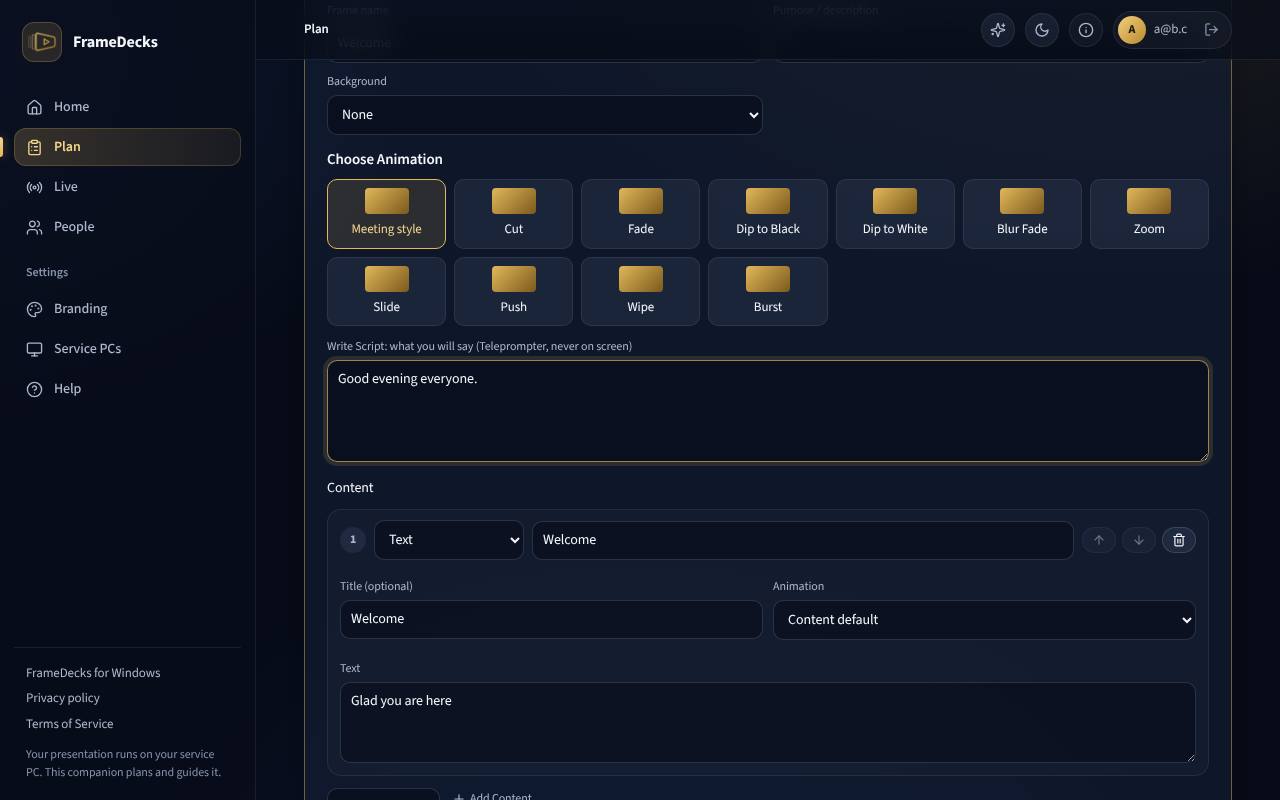 FrameDecks
Home
Plan
Live
People
Settings
Branding
Service PCs
Help
FrameDecks for Windows
Privacy policy
Terms of Service
Your presentation runs on your service
PC. This companion plans and guides it.
Plan
A a@b.c
Frame name
Purpose / description
Welcome
Background
None
Choose Animation
Meeting style
Cut
Fade
Dip to Black
Dip to White
Blur Fade
Zoom
Slide
Push
Wipe
Burst
Write Script: what you will say (Teleprompter, never on screen)
Good evening everyone.
Content
1 Text Welcome
Title (optional)
Animation
Welcome
Content default
Text
Glad you are here
Add Content